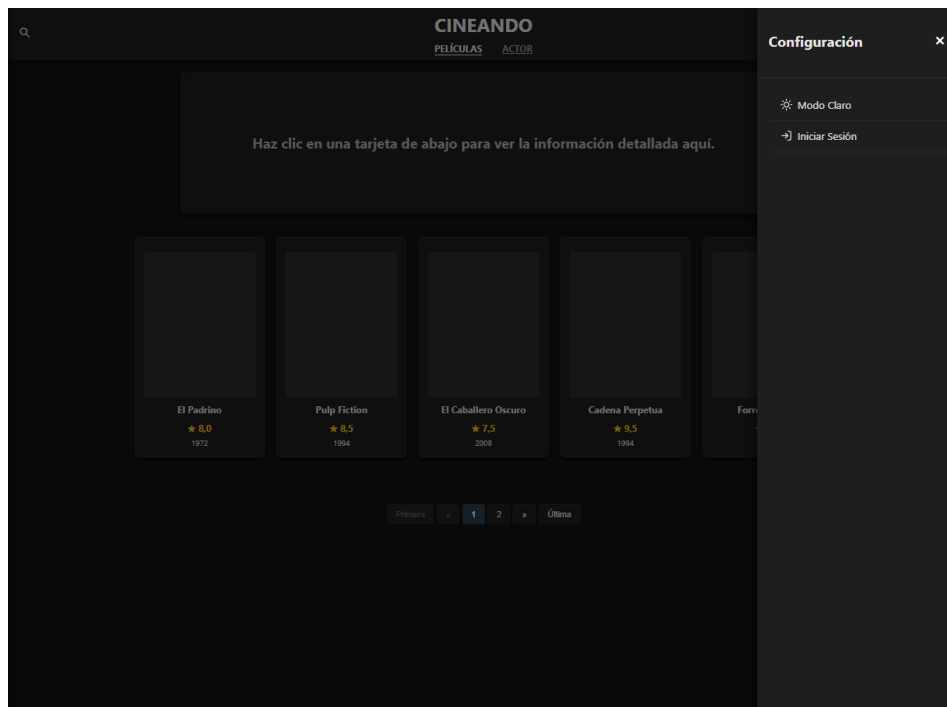 CINEANDO
PELÍCULAS ACTOR
Configuración ×
Modo Claro
Iniciar Sesión
Haz clic en una tarjeta de abajo para ver la información detallada aquí.
El Padrino
★ 8,0
1972
Pulp Fiction
★ 8,5
1994
El Caballero Oscuro
★ 7,5
2008
Cadena Perpetua
★ 9,5
1994
Primera « 1 2 » Última